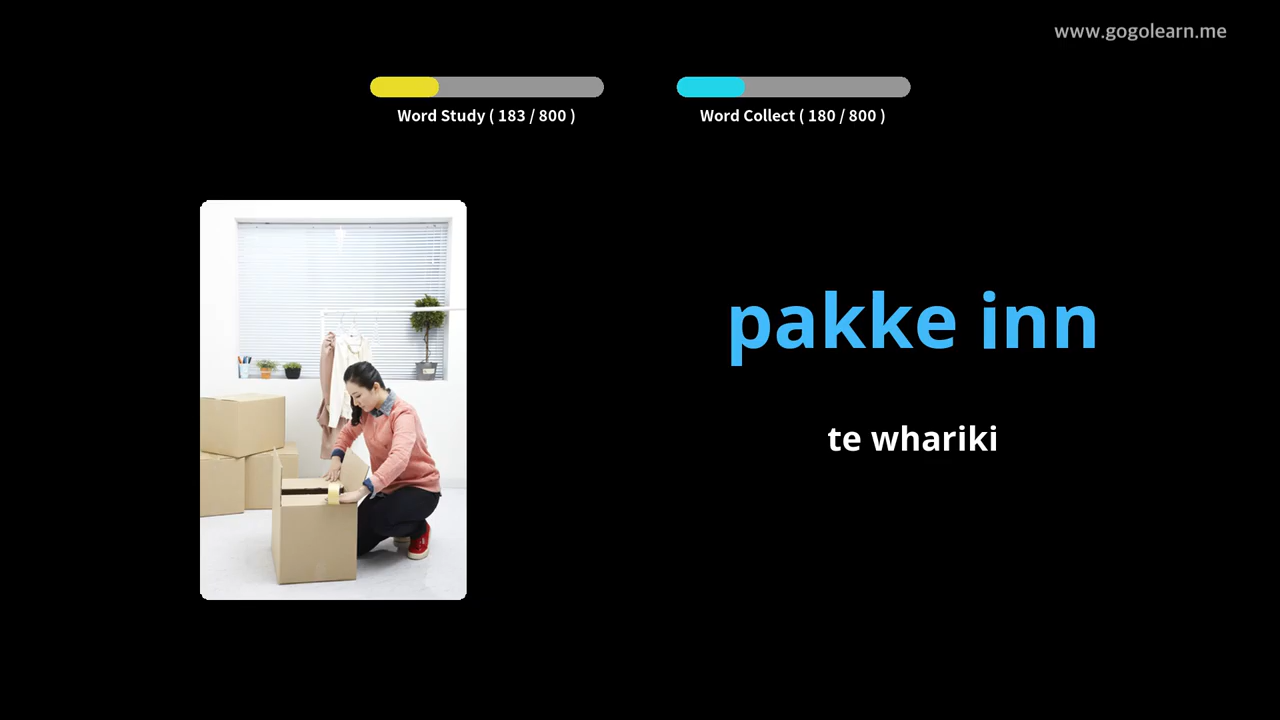 www.gogolearn.me
Word Study ( 183 / 800 )
Word Collect ( 180 / 800 )
pakke inn
te whariki